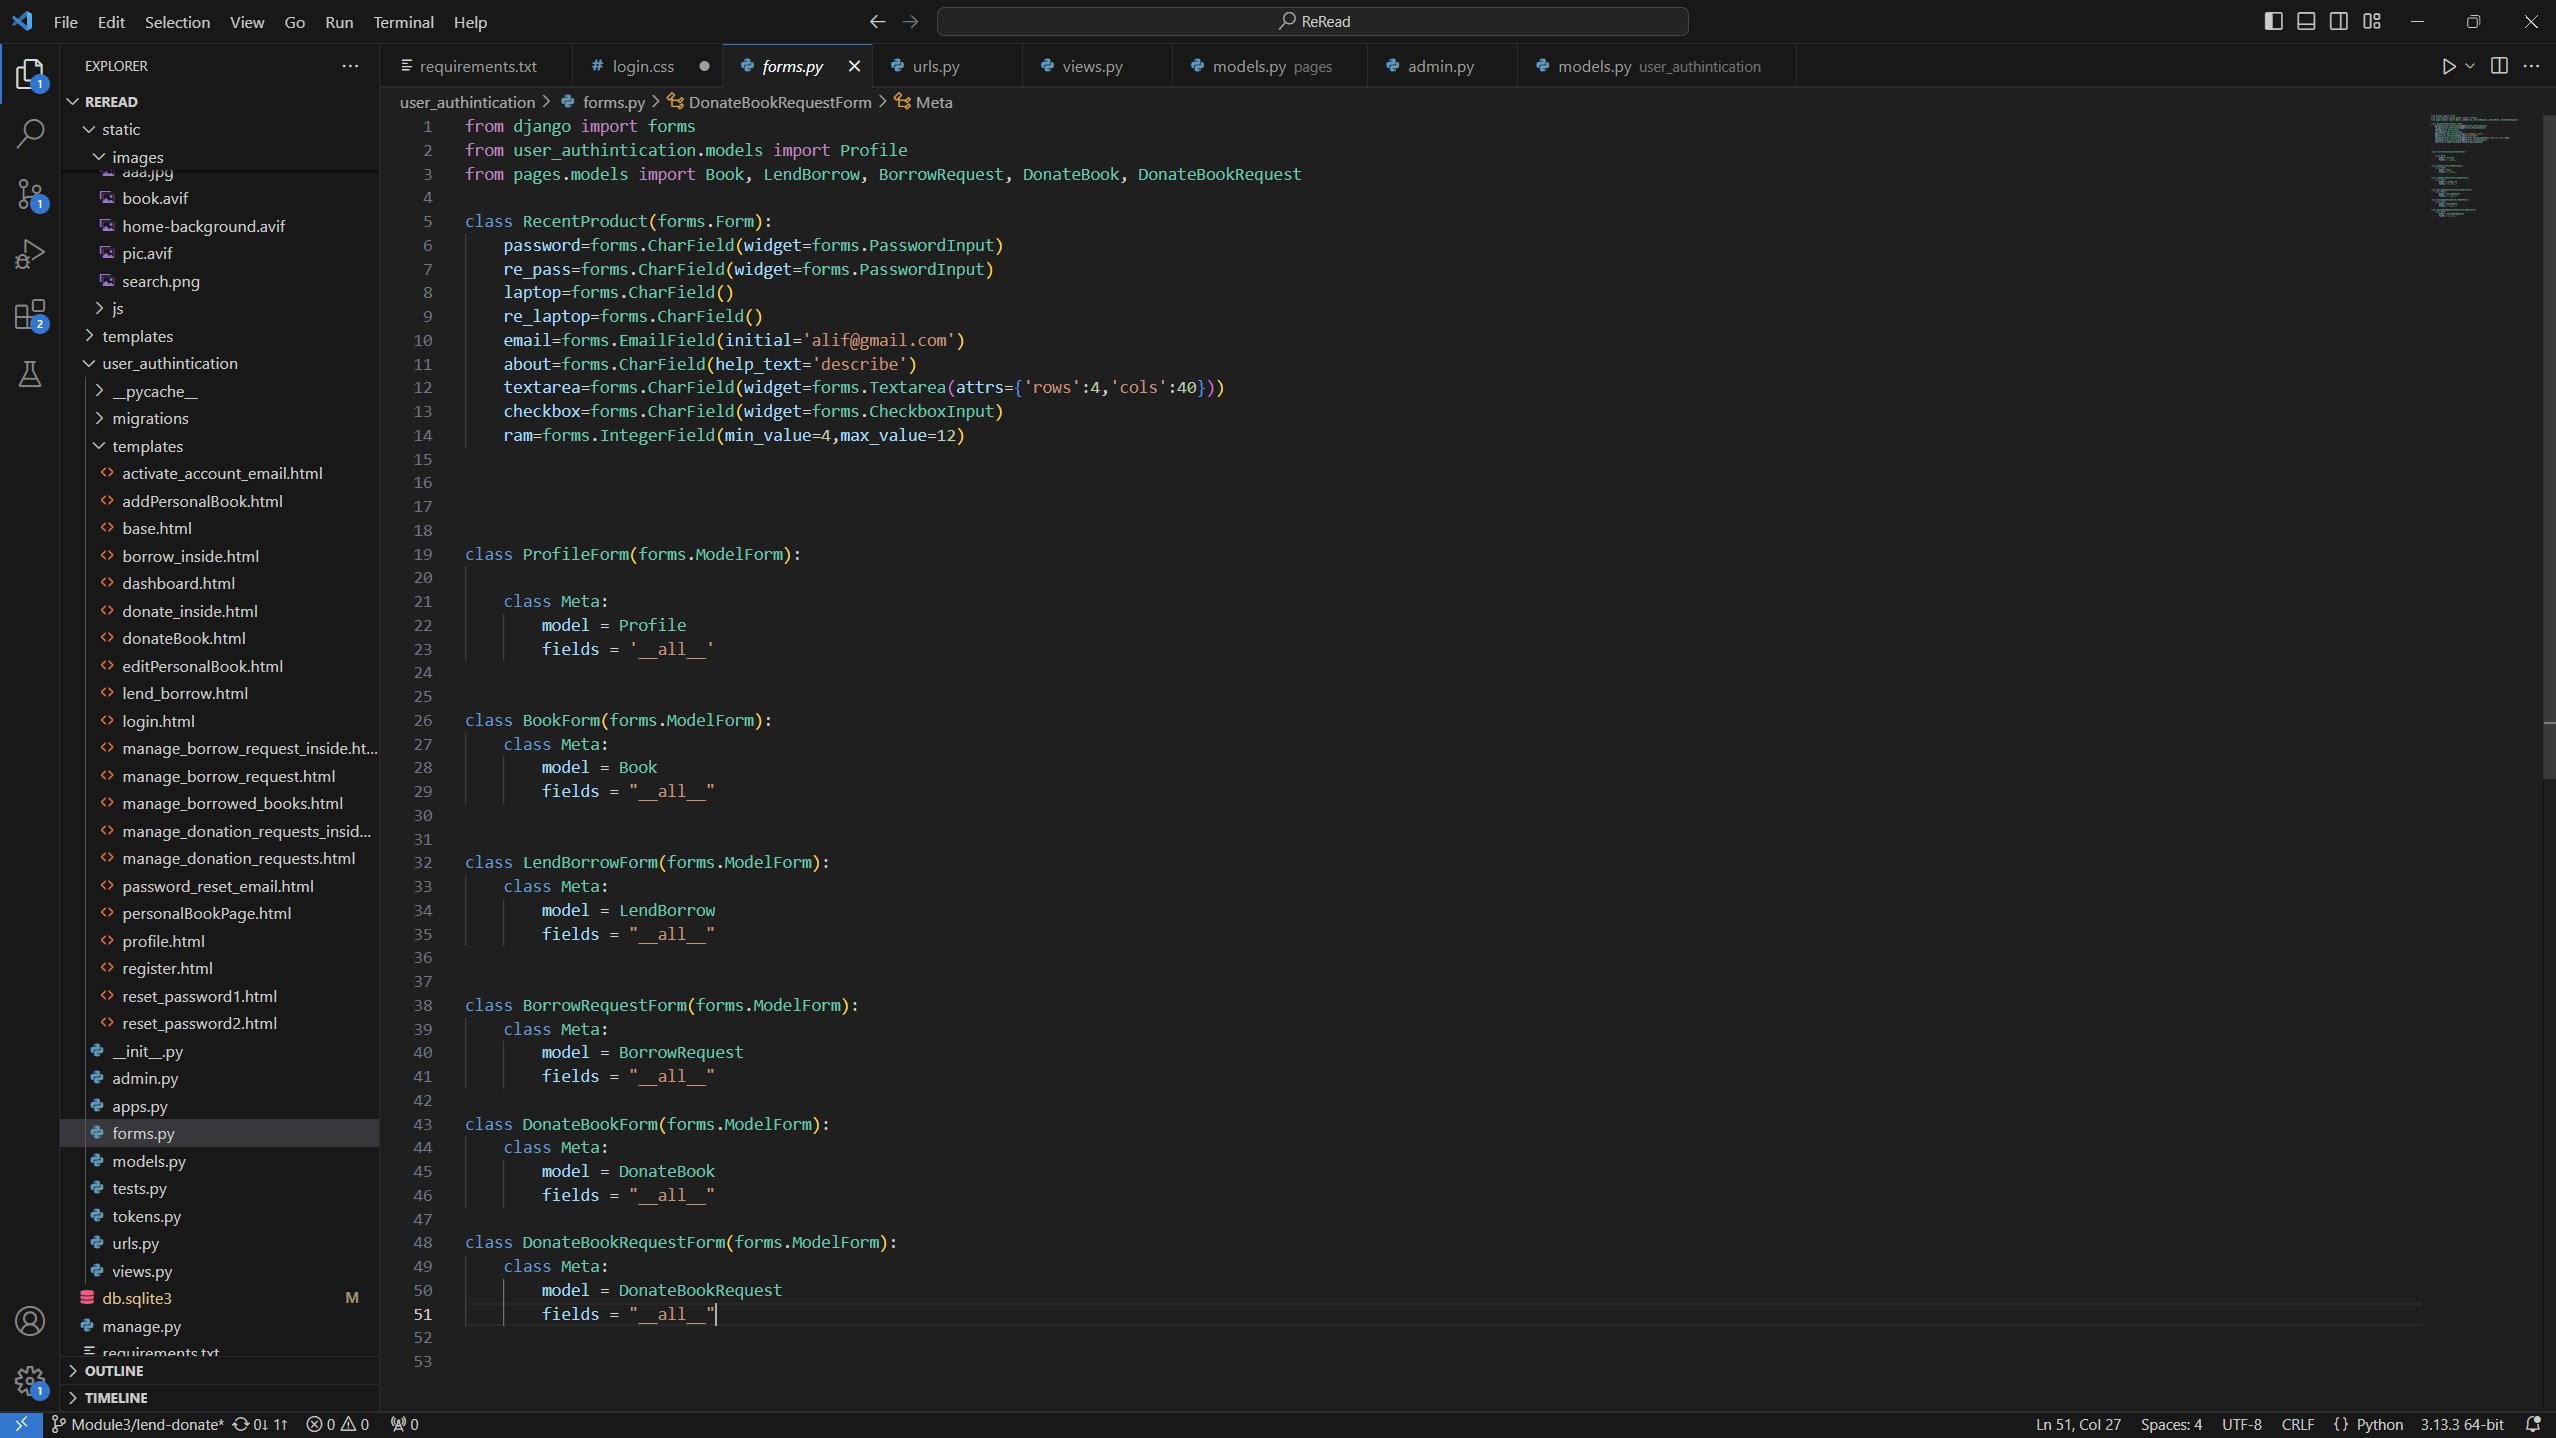 File Edit Selection View Go Run Terminal Help
ReRead
EXPLORER
requirements.txt
login.css
forms.py
urls.py
views.py
models.py pages
admin.py
models.py user_authintication
REREAD
static
images
aaa.jpg
book.avif
home-background.avif
pic.avif
search.png
js
templates
user_authintication
__pycache__
migrations
templates
activate_account_email.html
addPersonalBook.html
base.html
borrow_inside.html
dashboard.html
donate_inside.html
donateBook.html
editPersonalBook.html
lend_borrow.html
login.html
manage_borrow_request_inside.ht...
manage_borrow_request.html
manage_borrowed_books.html
manage_donation_requests_insid...
manage_donation_requests.html
password_reset_email.html
personalBookPage.html
profile.html
register.html
reset_password1.html
reset_password2.html
__init__.py
admin.py
apps.py
forms.py
models.py
tests.py
tokens.py
urls.py
views.py
db.sqlite3 M
manage.py
requirements.txt
OUTLINE
TIMELINE
1
1
2
1
user_authintication > forms.py > DonateBookRequestForm > Meta
1 from django import forms
2 from user_authintication.models import Profile
3 from pages.models import Book, LendBorrow, BorrowRequest, DonateBook, DonateBookRequest
4
5 class RecentProduct(forms.Form):
6 password=forms.CharField(widget=forms.PasswordInput)
7 re_pass=forms.CharField(widget=forms.PasswordInput)
8 laptop=forms.CharField()
9 re_laptop=forms.CharField()
10 email=forms.EmailField(initial='alif@gmail.com')
11 about=forms.CharField(help_text='describe')
12 textarea=forms.CharField(widget=forms.Textarea(attrs={'rows':4,'cols':40}))
13 checkbox=forms.CharField(widget=forms.CheckboxInput)
14 ram=forms.IntegerField(min_value=4,max_value=12)
15
16
17
18
19 class ProfileForm(forms.ModelForm):
20
21 class Meta:
22 model = Profile
23 fields = '__all__'
24
25
26 class BookForm(forms.ModelForm):
27 class Meta:
28 model = Book
29 fields = "__all__"
30
31
32 class LendBorrowForm(forms.ModelForm):
33 class Meta:
34 model = LendBorrow
35 fields = "__all__"
36
37
38 class BorrowRequestForm(forms.ModelForm):
39 class Meta:
40 model = BorrowRequest
41 fields = "__all__"
42
43 class DonateBookForm(forms.ModelForm):
44 class Meta:
45 model = DonateBook
46 fields = "__all__"
47
48 class DonateBookRequestForm(forms.ModelForm):
49 class Meta:
50 model = DonateBookRequest
51 fields = "__all__"
52
53
Module3/lend-donate* 0↓ 1↑ 0 0 0
Ln 51, Col 27 Spaces: 4 UTF-8 CRLF {} Python 3.13.3 64-bit